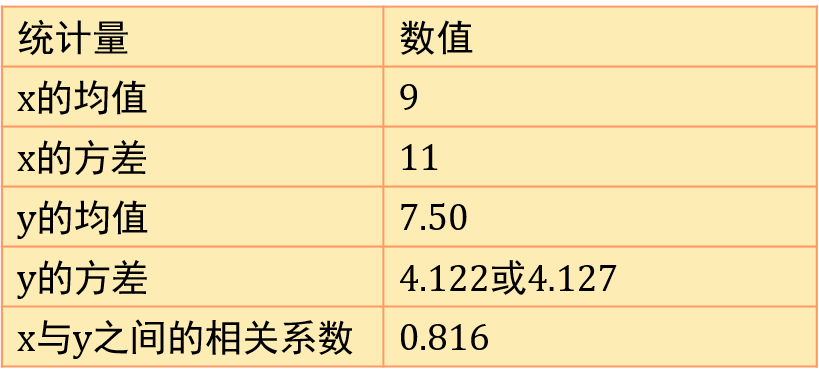 统计量 数值
x的均值 9
x的方差 11
y的均值 7.50
y的方差 4.122或4.127
x与y之间的相关系数 0.816